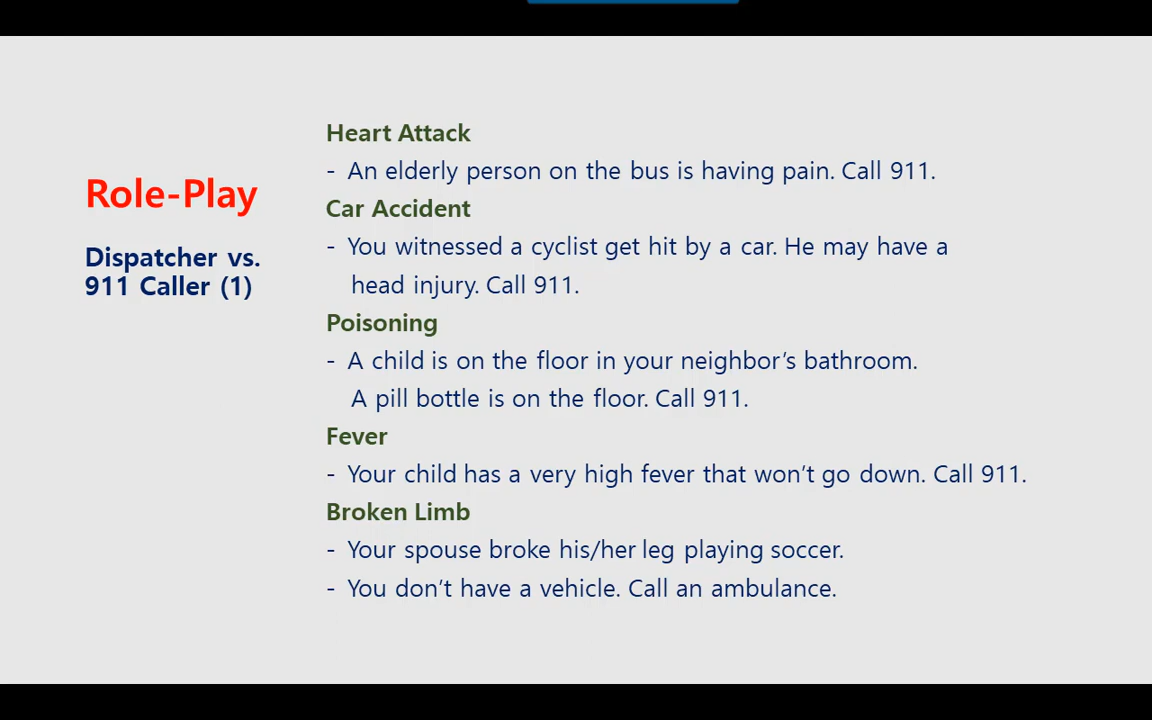 Role-Play
Dispatcher vs.
911 Caller (1)
Heart Attack
- An elderly person on the bus is having pain. Call 911.
Car Accident
- You witnessed a cyclist get hit by a car. He may have a
head injury. Call 911.
Poisoning
- A child is on the floor in your neighbor’s bathroom.
A pill bottle is on the floor. Call 911.
Fever
- Your child has a very high fever that won’t go down. Call 911.
Broken Limb
- Your spouse broke his/her leg playing soccer.
- You don’t have a vehicle. Call an ambulance.